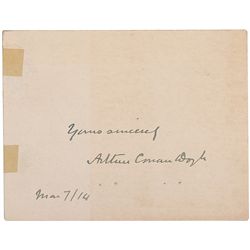 Yours sincerely
Arthur Conan Doyle
Mar 7/14